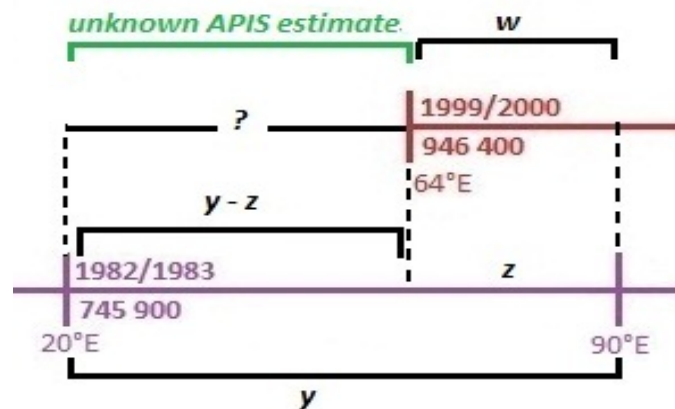 unknown APIS estimate.
w
1999/2000
?
946 400
64°E
y - z
1982/1983
z
745 900
20°E
90°E
y